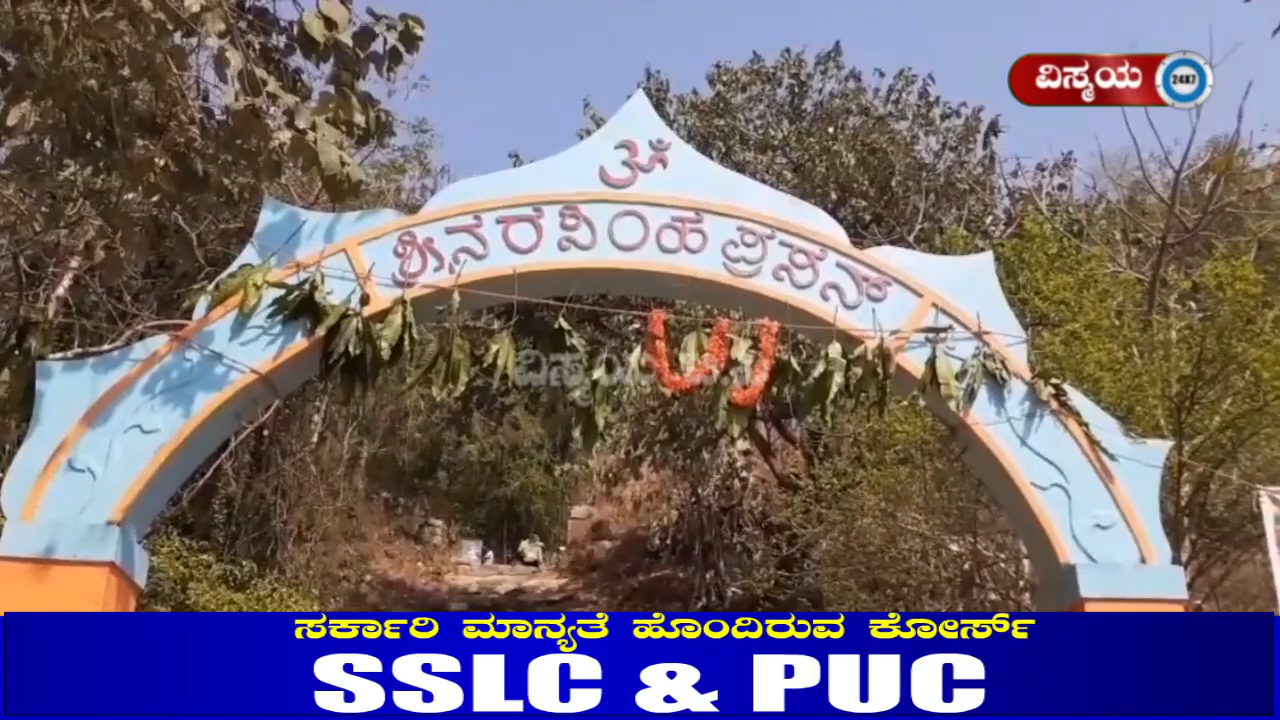 ವಿಸ್ಮಯ 24X7
ಓಂ
ಶ್ರೀ ನರಸಿಂಹ ಪ್ರಸನ್ನ
ಸರ್ಕಾರಿ ಮಾನ್ಯತೆ ಹೊಂದಿರುವ ಕೋರ್ಸ್
SSLC & PUC